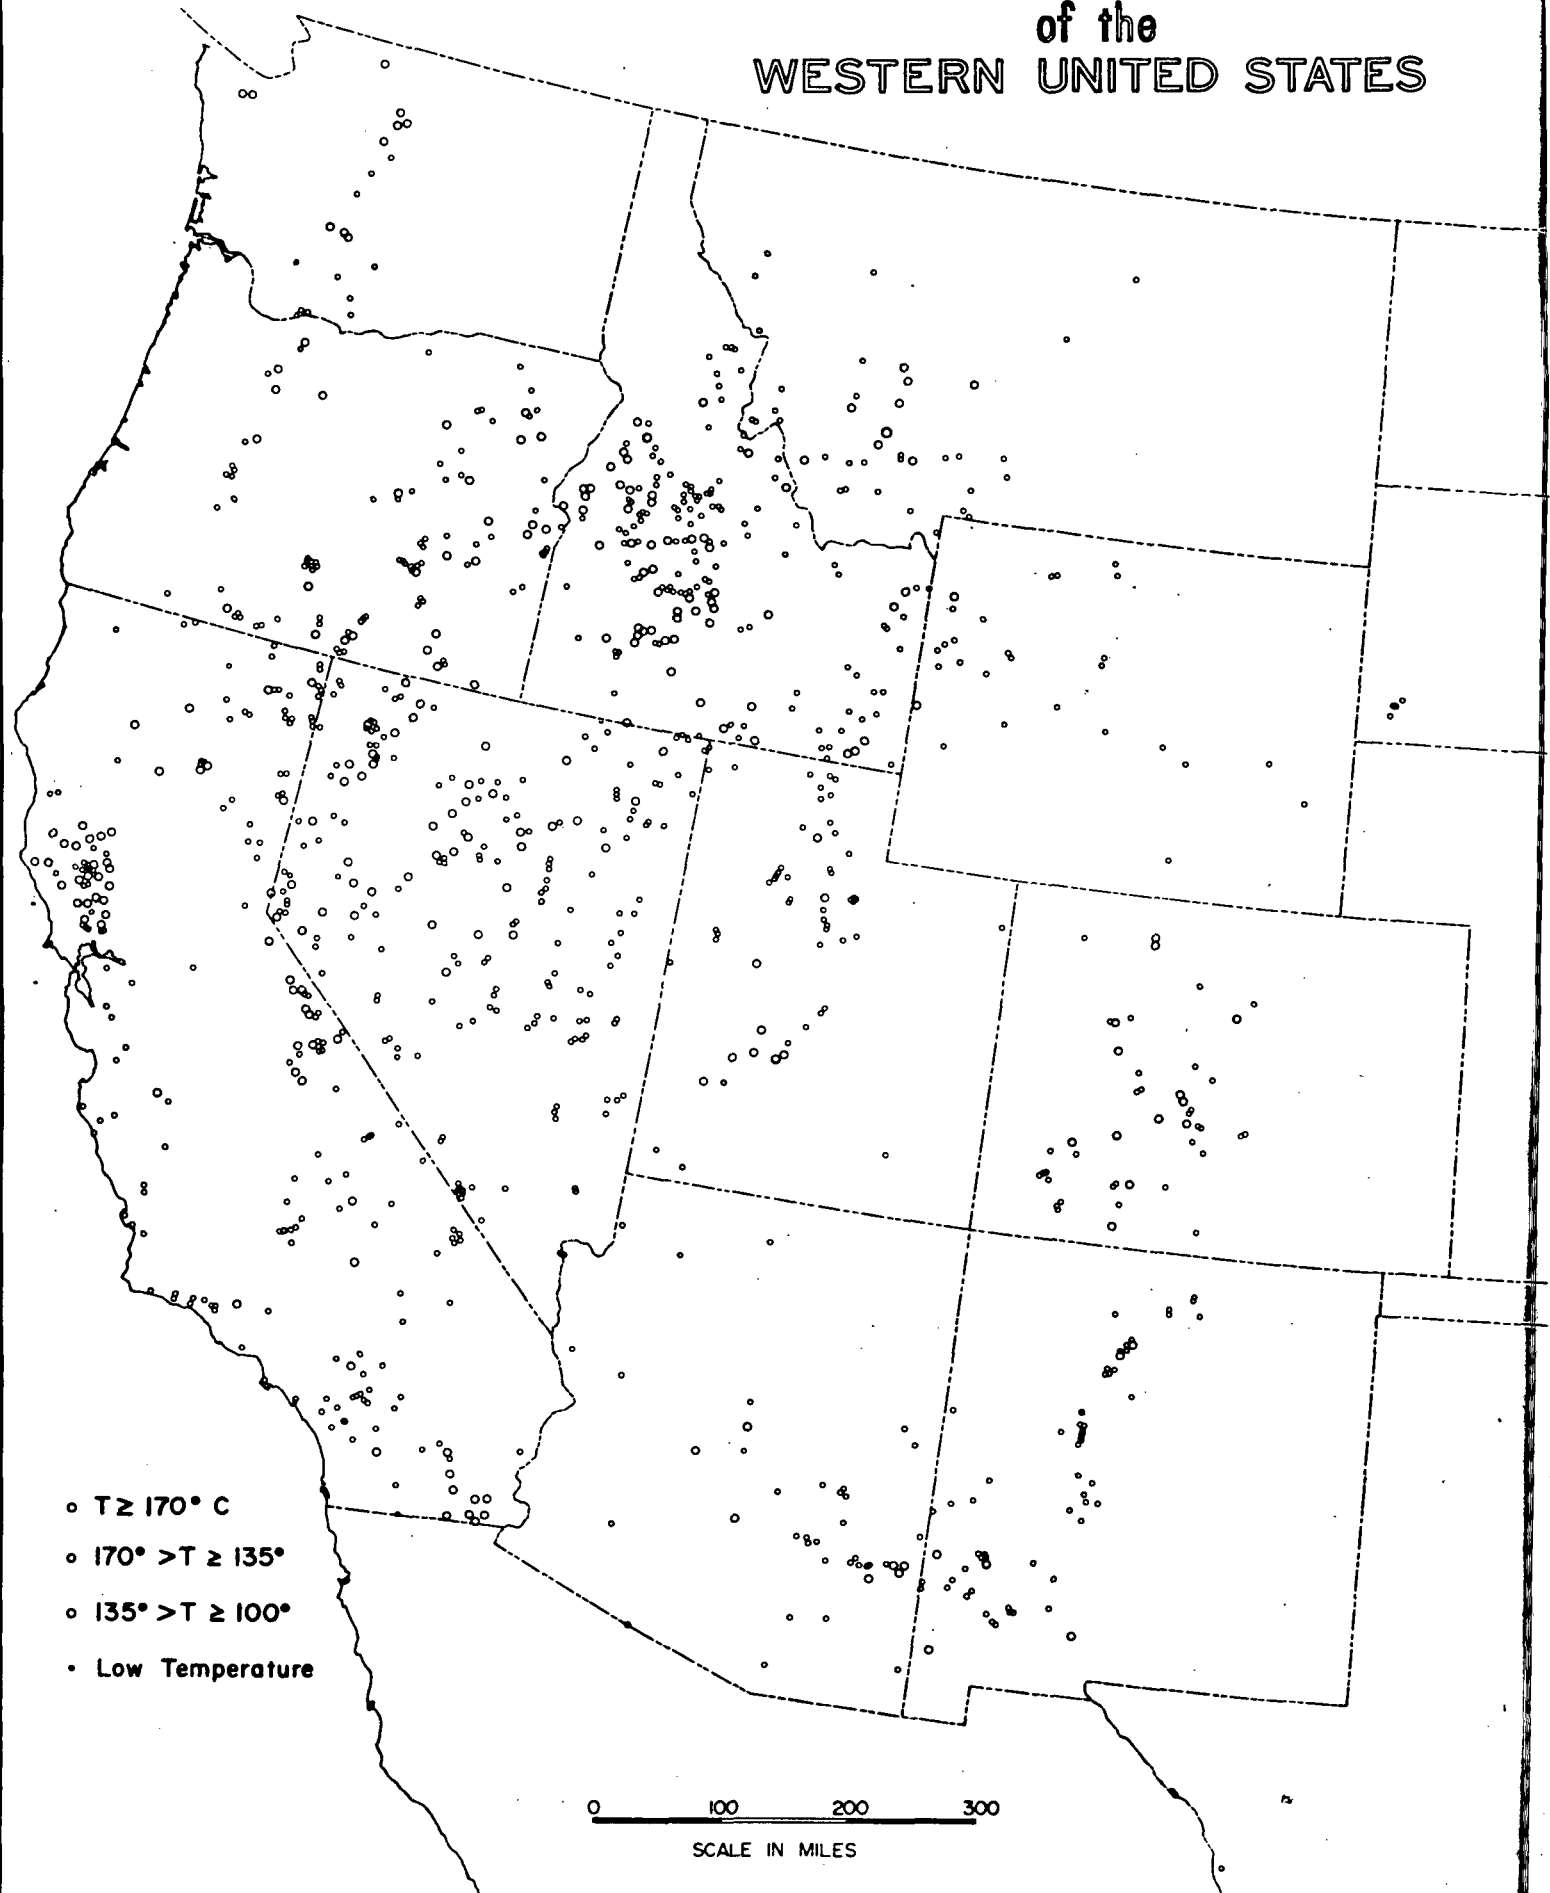 of the
WESTERN UNITED STATES
T ≥ 170° C
170° > T ≥ 135°
135° > T ≥ 100°
Low Temperature
0 100 200 300
SCALE IN MILES